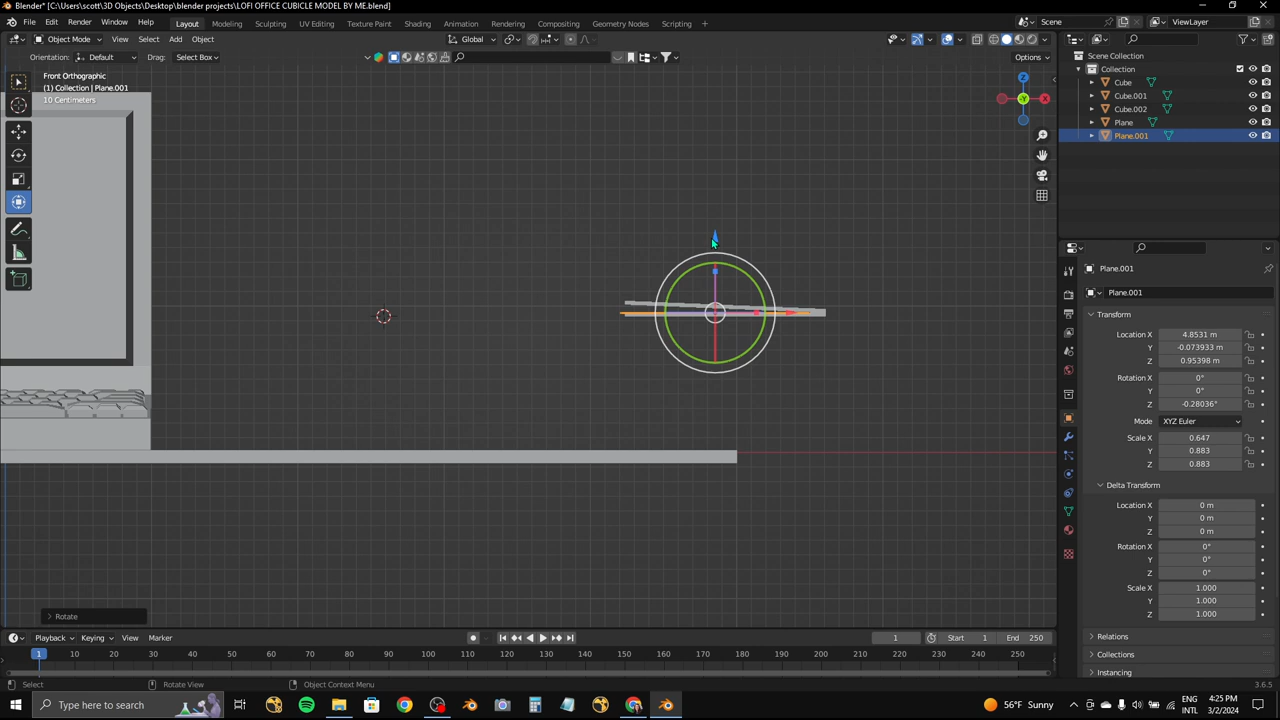 Blender* [C:\Users\scott\3D Objects\Desktop\blender projects\LOFI OFFICE CUBICLE MODEL BY ME.blend]
File Edit Render Window Help Layout Modeling Sculpting UV Editing Texture Paint Shading Animation Rendering Compositing Geometry Nodes Scripting + Scene ViewLayer
Object Mode View Select Add Object Global
Orientation: Default Drag: Select Box Options
Front Orthographic
(1) Collection | Plane.001
10 Centimeters
Z
Y
X
Rotate
Scene Collection
Collection
Cube
Cube.001
Cube.002
Plane
Plane.001
Plane.001
Plane.001
Transform
Location X 4.8531 m
Y -0.073933 m
Z 0.95398 m
Rotation X 0°
Y 0°
Z -0.28036°
Mode XYZ Euler
Scale X 0.647
Y 0.883
Z 0.883
Delta Transform
Location X 0 m
Y 0 m
Z 0 m
Rotation X 0°
Y 0°
Z 0°
Scale X 1.000
Y 1.000
Z 1.000
Relations
Collections
Instancing
Playback Keying View Marker 1 Start 1 End 250
1 10 20 30 40 50 60 70 80 90 100 110 120 130 140 150 160 170 180 190 200 210 220 230 240 250
Select Rotate View Object Context Menu 3.6.5
Type here to search 56°F Sunny ENG INTL 4:25 PM 3/2/2024